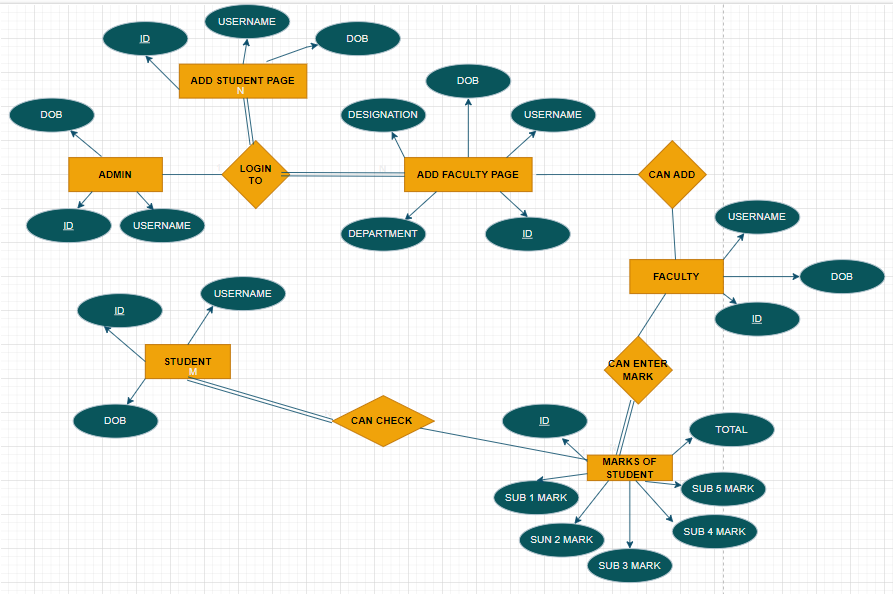 USERNAME
ID
DOB
ADD STUDENT PAGE
N
DOB
DOB
DESIGNATION
USERNAME
ADMIN
LOGIN
TO
ADD FACULTY PAGE
CAN ADD
ID
USERNAME
DEPARTMENT
ID
USERNAME
FACULTY
DOB
ID
USERNAME
ID
STUDENT
M
DOB
CAN ENTER
MARK
CAN CHECK
ID
TOTAL
MARKS OF
STUDENT
SUB 1 MARK
SUB 5 MARK
SUN 2 MARK
SUB 4 MARK
SUB 3 MARK